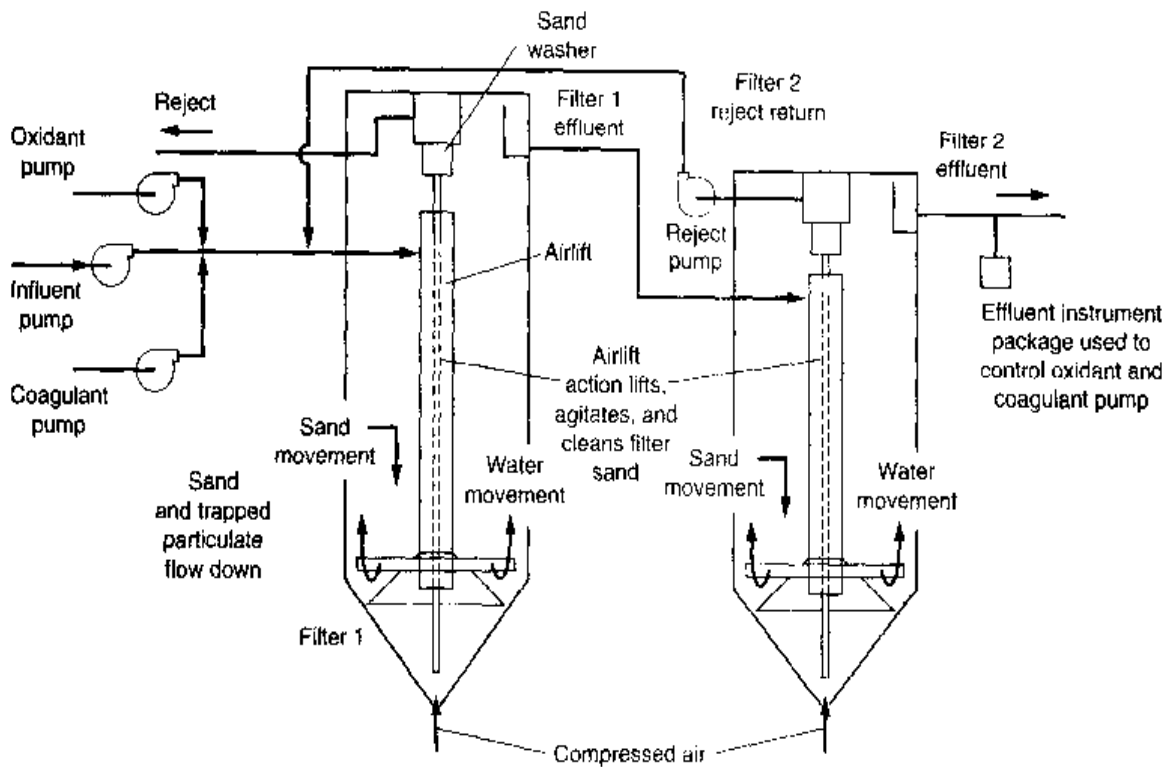 Sand
washer
Reject
Oxidant
pump
Filter 1
effluent
Filter 2
reject return
Filter 2
effluent
Influent
pump
Airlift
Reject
pump
Coagulant
pump
Airlift
action lifts,
agitates, and
cleans filter
sand
Effluent instrument
package used to
control oxidant and
coagulant pump
Sand
movement
Water
movement
Sand
movement
Water
movement
Sand
and trapped
particulate
flow down
Filter 1
Compressed air